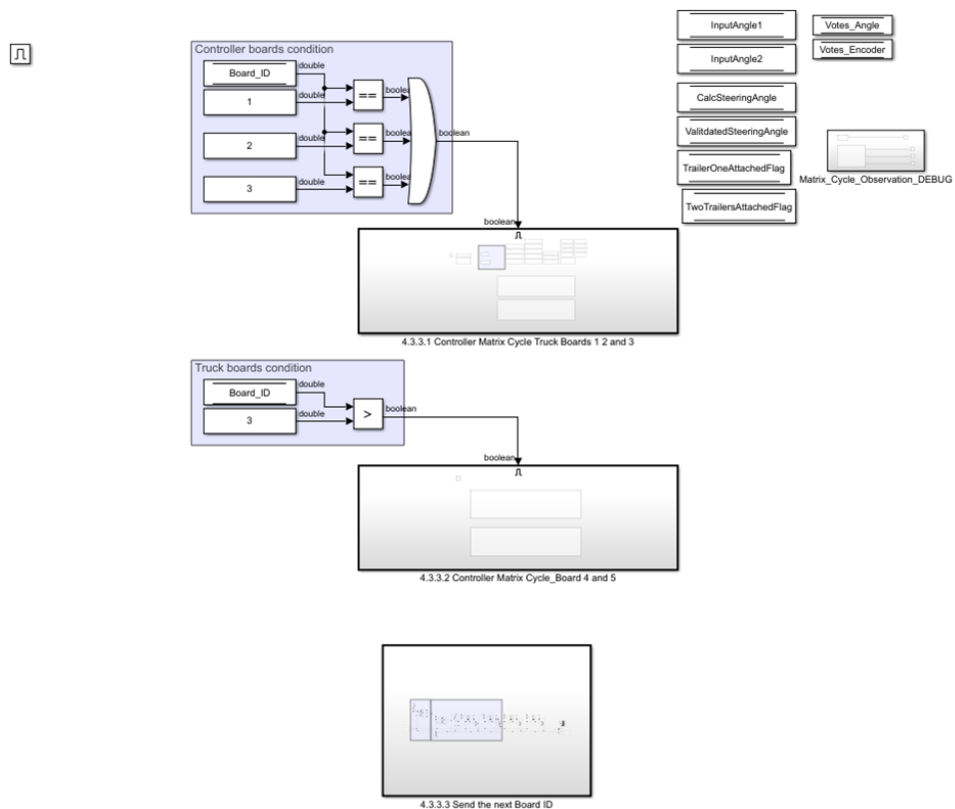 InputAngle1
Votes_Angle
Votes_Encoder
InputAngle2
CalcSteeringAngle
ValitdatedSteeringAngle
TrailerOneAttachedFlag
TwoTrailersAttachedFlag
Matrix_Cycle_Observation_DEBUG
Controller boards condition
Board_ID
double
1
double
==
boolea
2
double
==
boolea
boolean
3
double
==
boolea
boolean
4.3.3.1 Controller Matrix Cycle Truck Boards 1 2 and 3
Truck boards condition
Board_ID
double
3
double
>
boolean
boolean
4.3.3.2 Controller Matrix Cycle_Board 4 and 5
4.3.3.3 Send the next Board ID